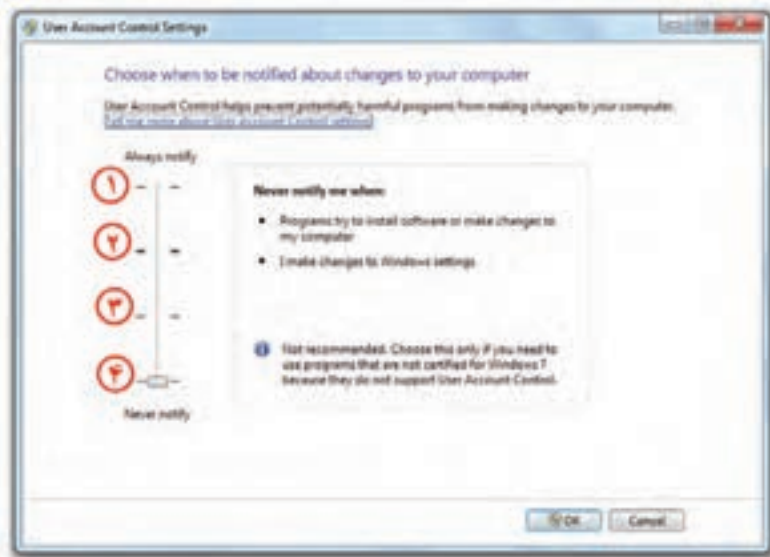 User Account Control Settings
Choose when to be notified about changes to your computer
User Account Control helps prevent potentially harmful programs from making changes to your computer.
Tell me more about User Account Control settings
Always notify
۱
۲
۳
۴
Never notify
Never notify me when:
• Programs try to install software or make changes to
my computer
• I make changes to Windows settings
Not recommended. Choose this only if you need to
use programs that are not certified for Windows 7
because they do not support User Account Control.
OK
Cancel